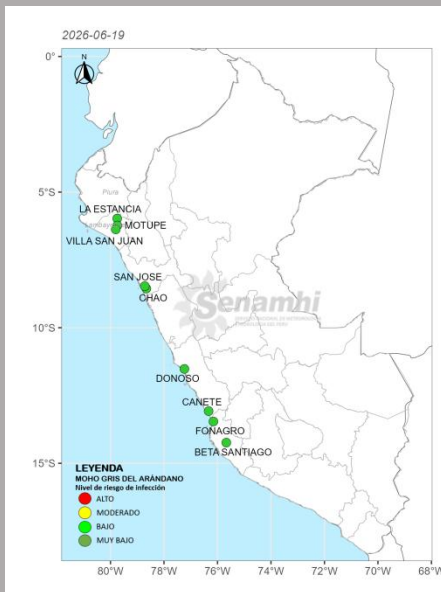 2026-06-19
N
0°
5°S
10°S
15°S
Piura
LA ESTANCIA
MOTUPE
VILLA SAN JUAN
SAN JOSE
CHAO
Senamhi
DONOSO
CANETE
FONAGRO
BETA SANTIAGO
LEYENDA
MOHO GRIS DEL ARÁNDANO
Nivel de riesgo de infección
ALTO
MODERADO
BAJO
MUY BAJO
80°W 78°W 76°W 74°W 72°W 70°W 68°W